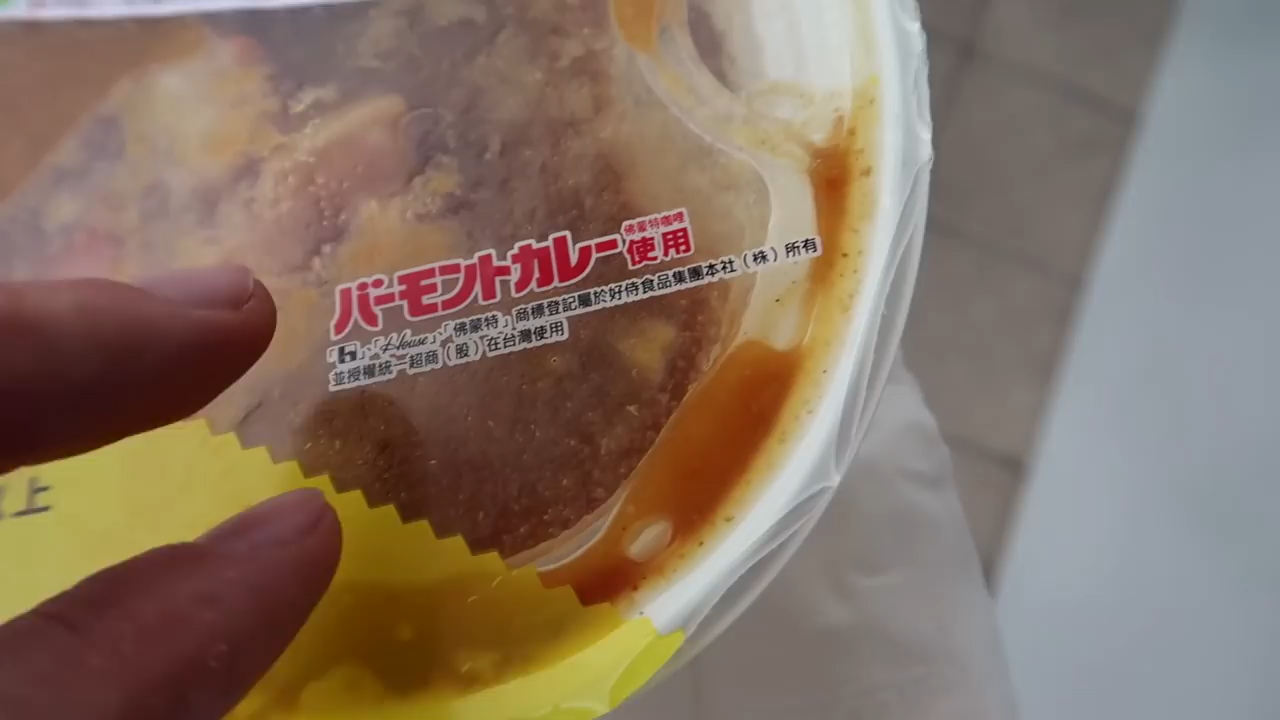 佛蒙特咖哩
バーモントカレー使用
「」、「House」、「佛蒙特」商標登記屬於好侍食品集團本社（株）所有
並授權統一超商（股）在台灣使用
上